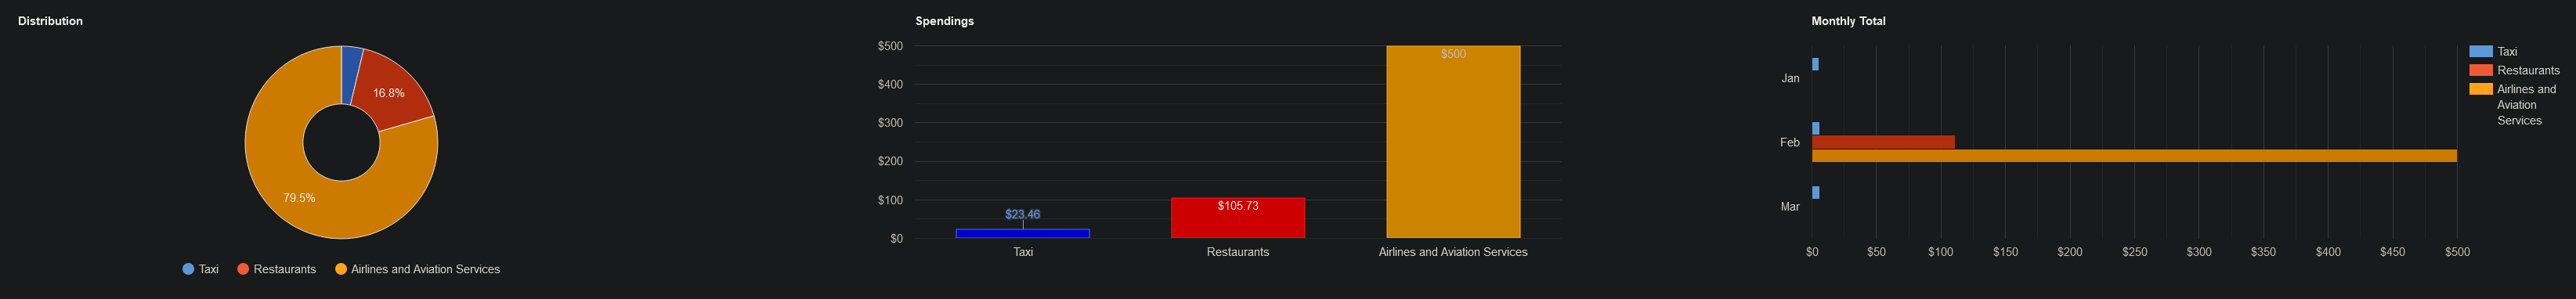 Distribution
16.8%
79.5%
Taxi
Restaurants
Airlines and Aviation Services
Spendings
$500
$400
$300
$200
$100
$0
$23.46
$105.73
$500
Taxi
Restaurants
Airlines and Aviation Services
Monthly Total
Jan
Feb
Mar
$0
$50
$100
$150
$200
$250
$300
$350
$400
$450
$500
Taxi
Restaurants
Airlines and
Aviation
Services